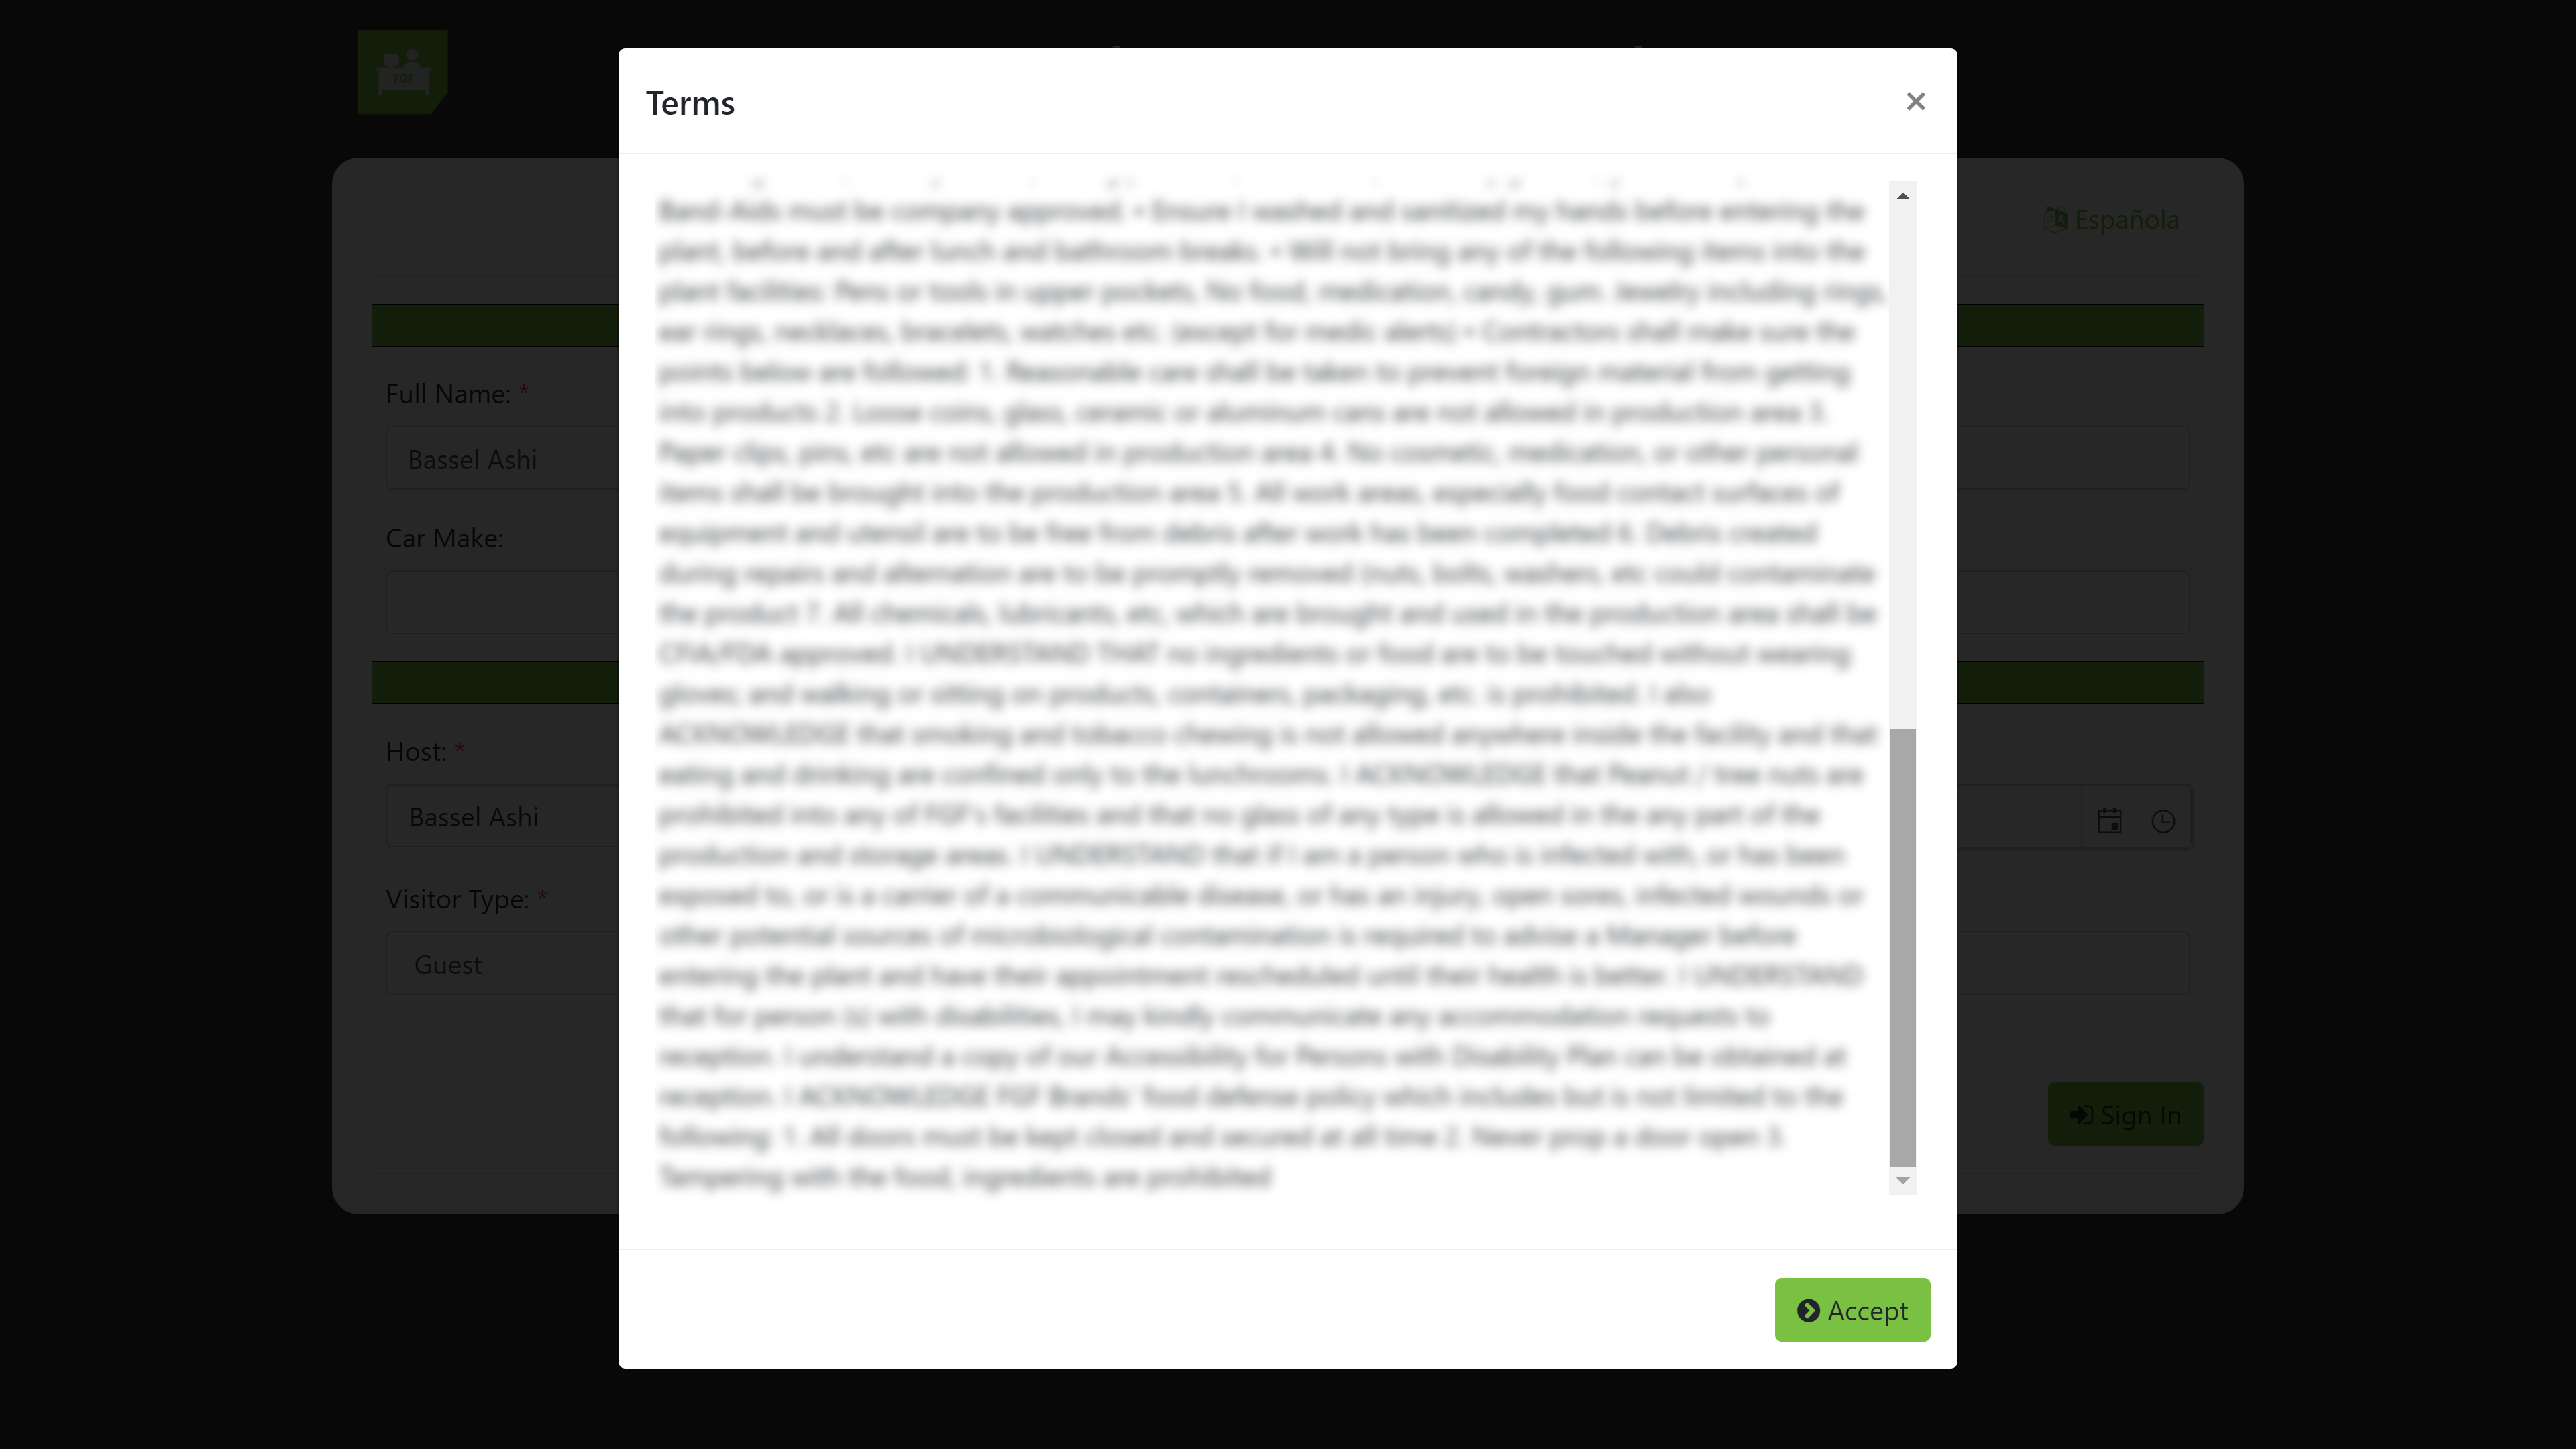 FGF
Terms
×
Española
Band-Aids must be company approved. • Ensure I washed and sanitized my hands before entering the
plant, before and after lunch and bathroom breaks. • Will not bring any of the following items into the
plant facilities: Pens or tools in upper pockets, No food, medication, candy, gum. Jewelry including rings,
ear rings, necklaces, bracelets, watches etc. (except for medic alerts) • Contractors shall make sure the
points below are followed: 1. Reasonable care shall be taken to prevent foreign material from getting
into products 2. Loose coins, glass, ceramic or aluminum cans are not allowed in production area 3.
Paper clips, pins, etc are not allowed in production area 4. No cosmetic, medication, or other personal
items shall be brought into the production area 5. All work areas, especially food contact surfaces of
equipment and utensil are to be free from debris after work has been completed 6. Debris created
during repairs and alternation are to be promptly removed (nuts, bolts, washers, etc could contaminate
the product 7. All chemicals, lubricants, etc, which are brought and used in the production area shall be
CFIA/FDA approved. I UNDERSTAND THAT no ingredients or food are to be touched without wearing
gloves; and walking or sitting on products, containers, packaging, etc. is prohibited. I also
ACKNOWLEDGE that smoking and tobacco chewing is not allowed anywhere inside the facility and that
eating and drinking are confined only to the lunchrooms. I ACKNOWLEDGE that Peanut / tree nuts are
prohibited into any of FGF's facilities and that no glass of any type is allowed in the any part of the
production and storage areas. I UNDERSTAND that if I am a person who is infected with, or has been
exposed to, or is a carrier of a communicable disease, or has an injury, open sores, infected wounds or
other potential sources of microbiological contamination is required to advise a Manager before
entering the plant and have their appointment rescheduled until their health is better. I UNDERSTAND
that for person (s) with disabilities, I may kindly communicate any accommodation requests to
reception. I understand a copy of our Accessibility for Persons with Disability Plan can be obtained at
reception. I ACKNOWLEDGE FGF Brands' food defense policy which includes but is not limited to the
following: 1. All doors must be kept closed and secured at all time 2. Never prop a door open 3.
Tampering with the food, ingredients are prohibited
Full Name: *
Bassel Ashi
Car Make:
Host: *
Bassel Ashi
Visitor Type: *
Guest
Sign In
Accept